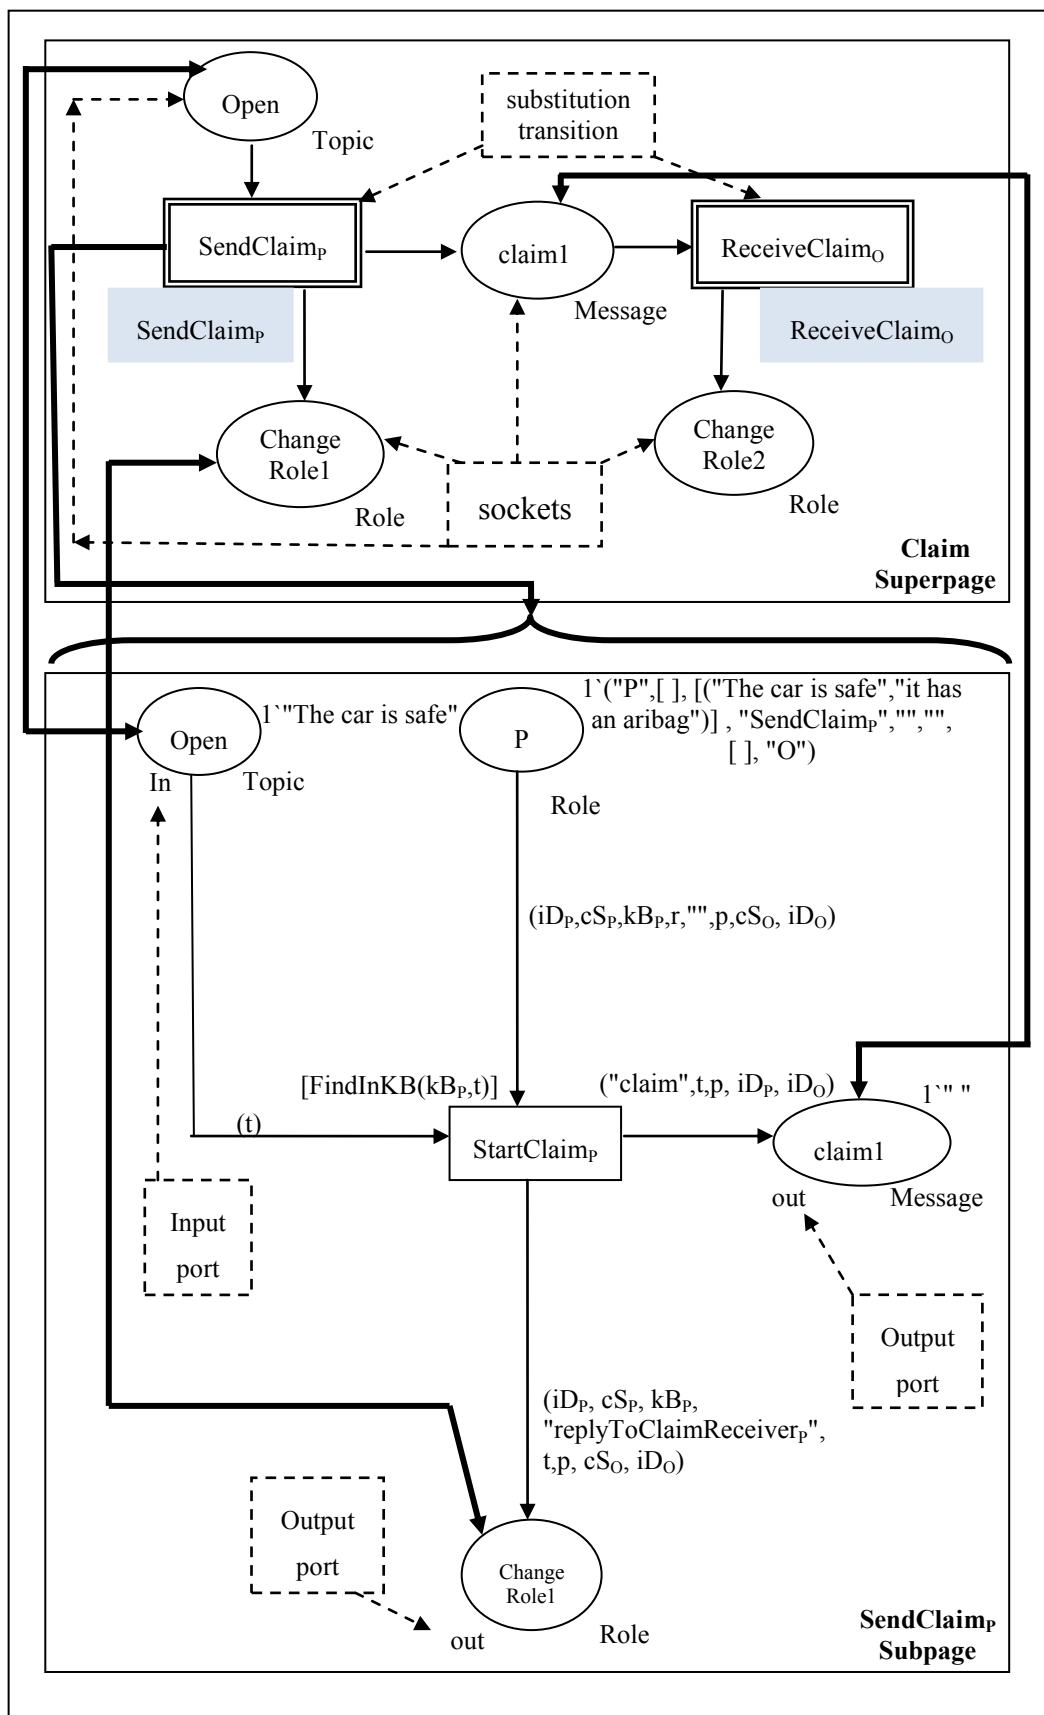 Open
Topic
substitution
transition
SendClaimP
claim1
Message
ReceiveClaimO
SendClaimP
ReceiveClaimO
Change
Role1
Role
sockets
Change
Role2
Role
Claim
Superpage
Open
1`"The car is safe"
In
Topic
P
Role
1`("P",[ ], [("The car is safe","it has
an aribag")] , "SendClaimP","","",
[ ], "O")
(iDP,cSP,kBP,r,"",p,cSO, iDO)
[FindInKB(kBP,t)]
("claim",t,p, iDP, iDO)
1`" "
(t)
StartClaimP
claim1
out
Message
Input
port
Output
port
(iDP, cSP, kBP,
"replyToClaimReceiverP",
t,p, cSO, iDO)
Output
port
Change
Role1
out
Role
SendClaimP
Subpage